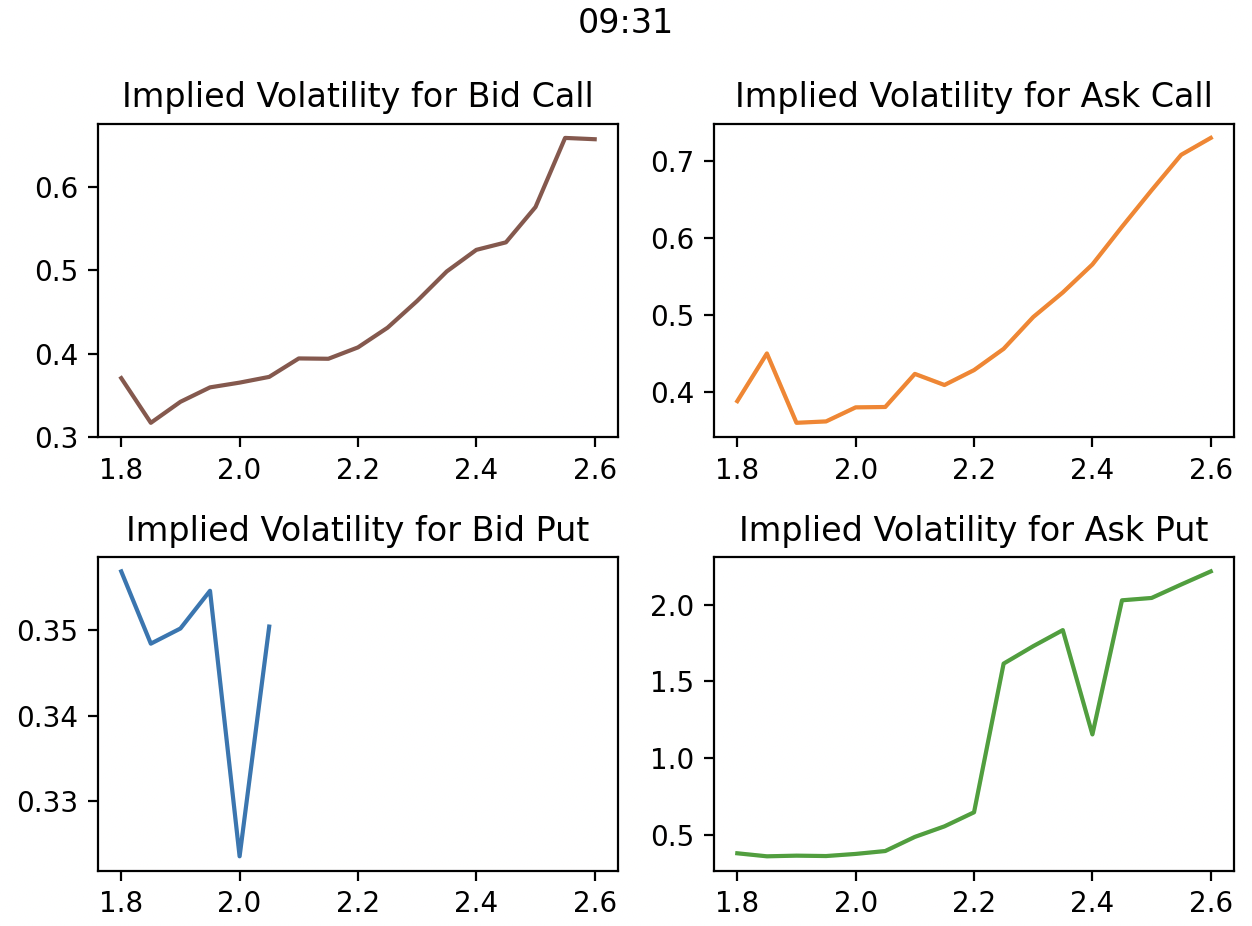 09:31
Implied Volatility for Bid Call
0.6
0.5
0.4
0.3
1.8 2.0 2.2 2.4 2.6
Implied Volatility for Ask Call
0.7
0.6
0.5
0.4
1.8 2.0 2.2 2.4 2.6
Implied Volatility for Bid Put
0.35
0.34
0.33
1.8 2.0 2.2 2.4 2.6
Implied Volatility for Ask Put
2.0
1.5
1.0
0.5
1.8 2.0 2.2 2.4 2.6